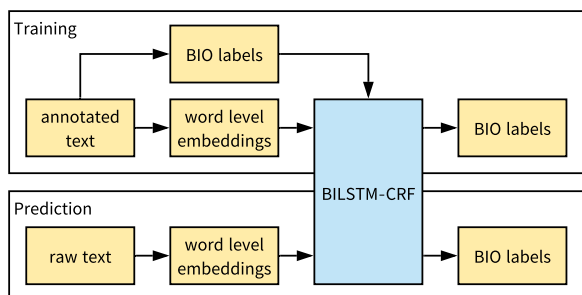 Training
BIO labels
annotated
text
word level
embeddings
BIO labels
BILSTM-CRF
Prediction
raw text
word level
embeddings
BIO labels